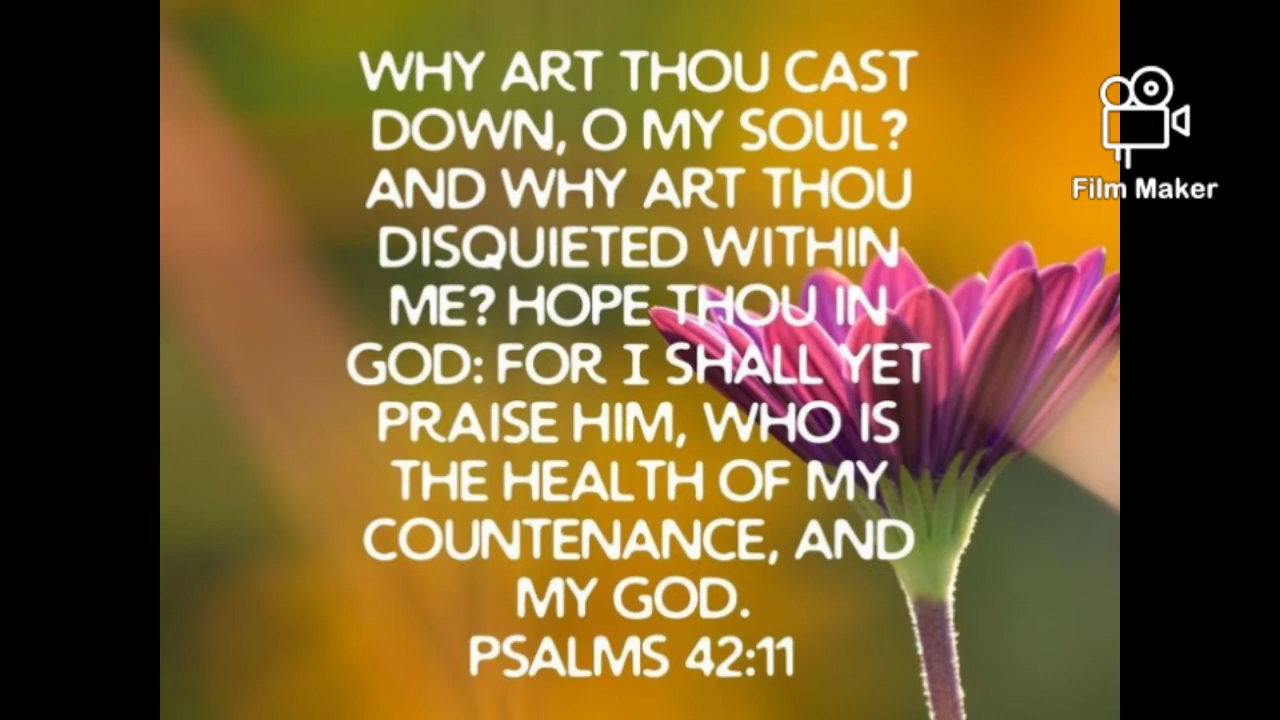 WHY ART THOU CAST
DOWN, O MY SOUL?
AND WHY ART THOU
DISQUIETED WITHIN
ME? HOPE THOU IN
GOD: FOR I SHALL YET
PRAISE HIM, WHO IS
THE HEALTH OF MY
COUNTENANCE, AND
MY GOD.
PSALMS 42:11
Film Maker